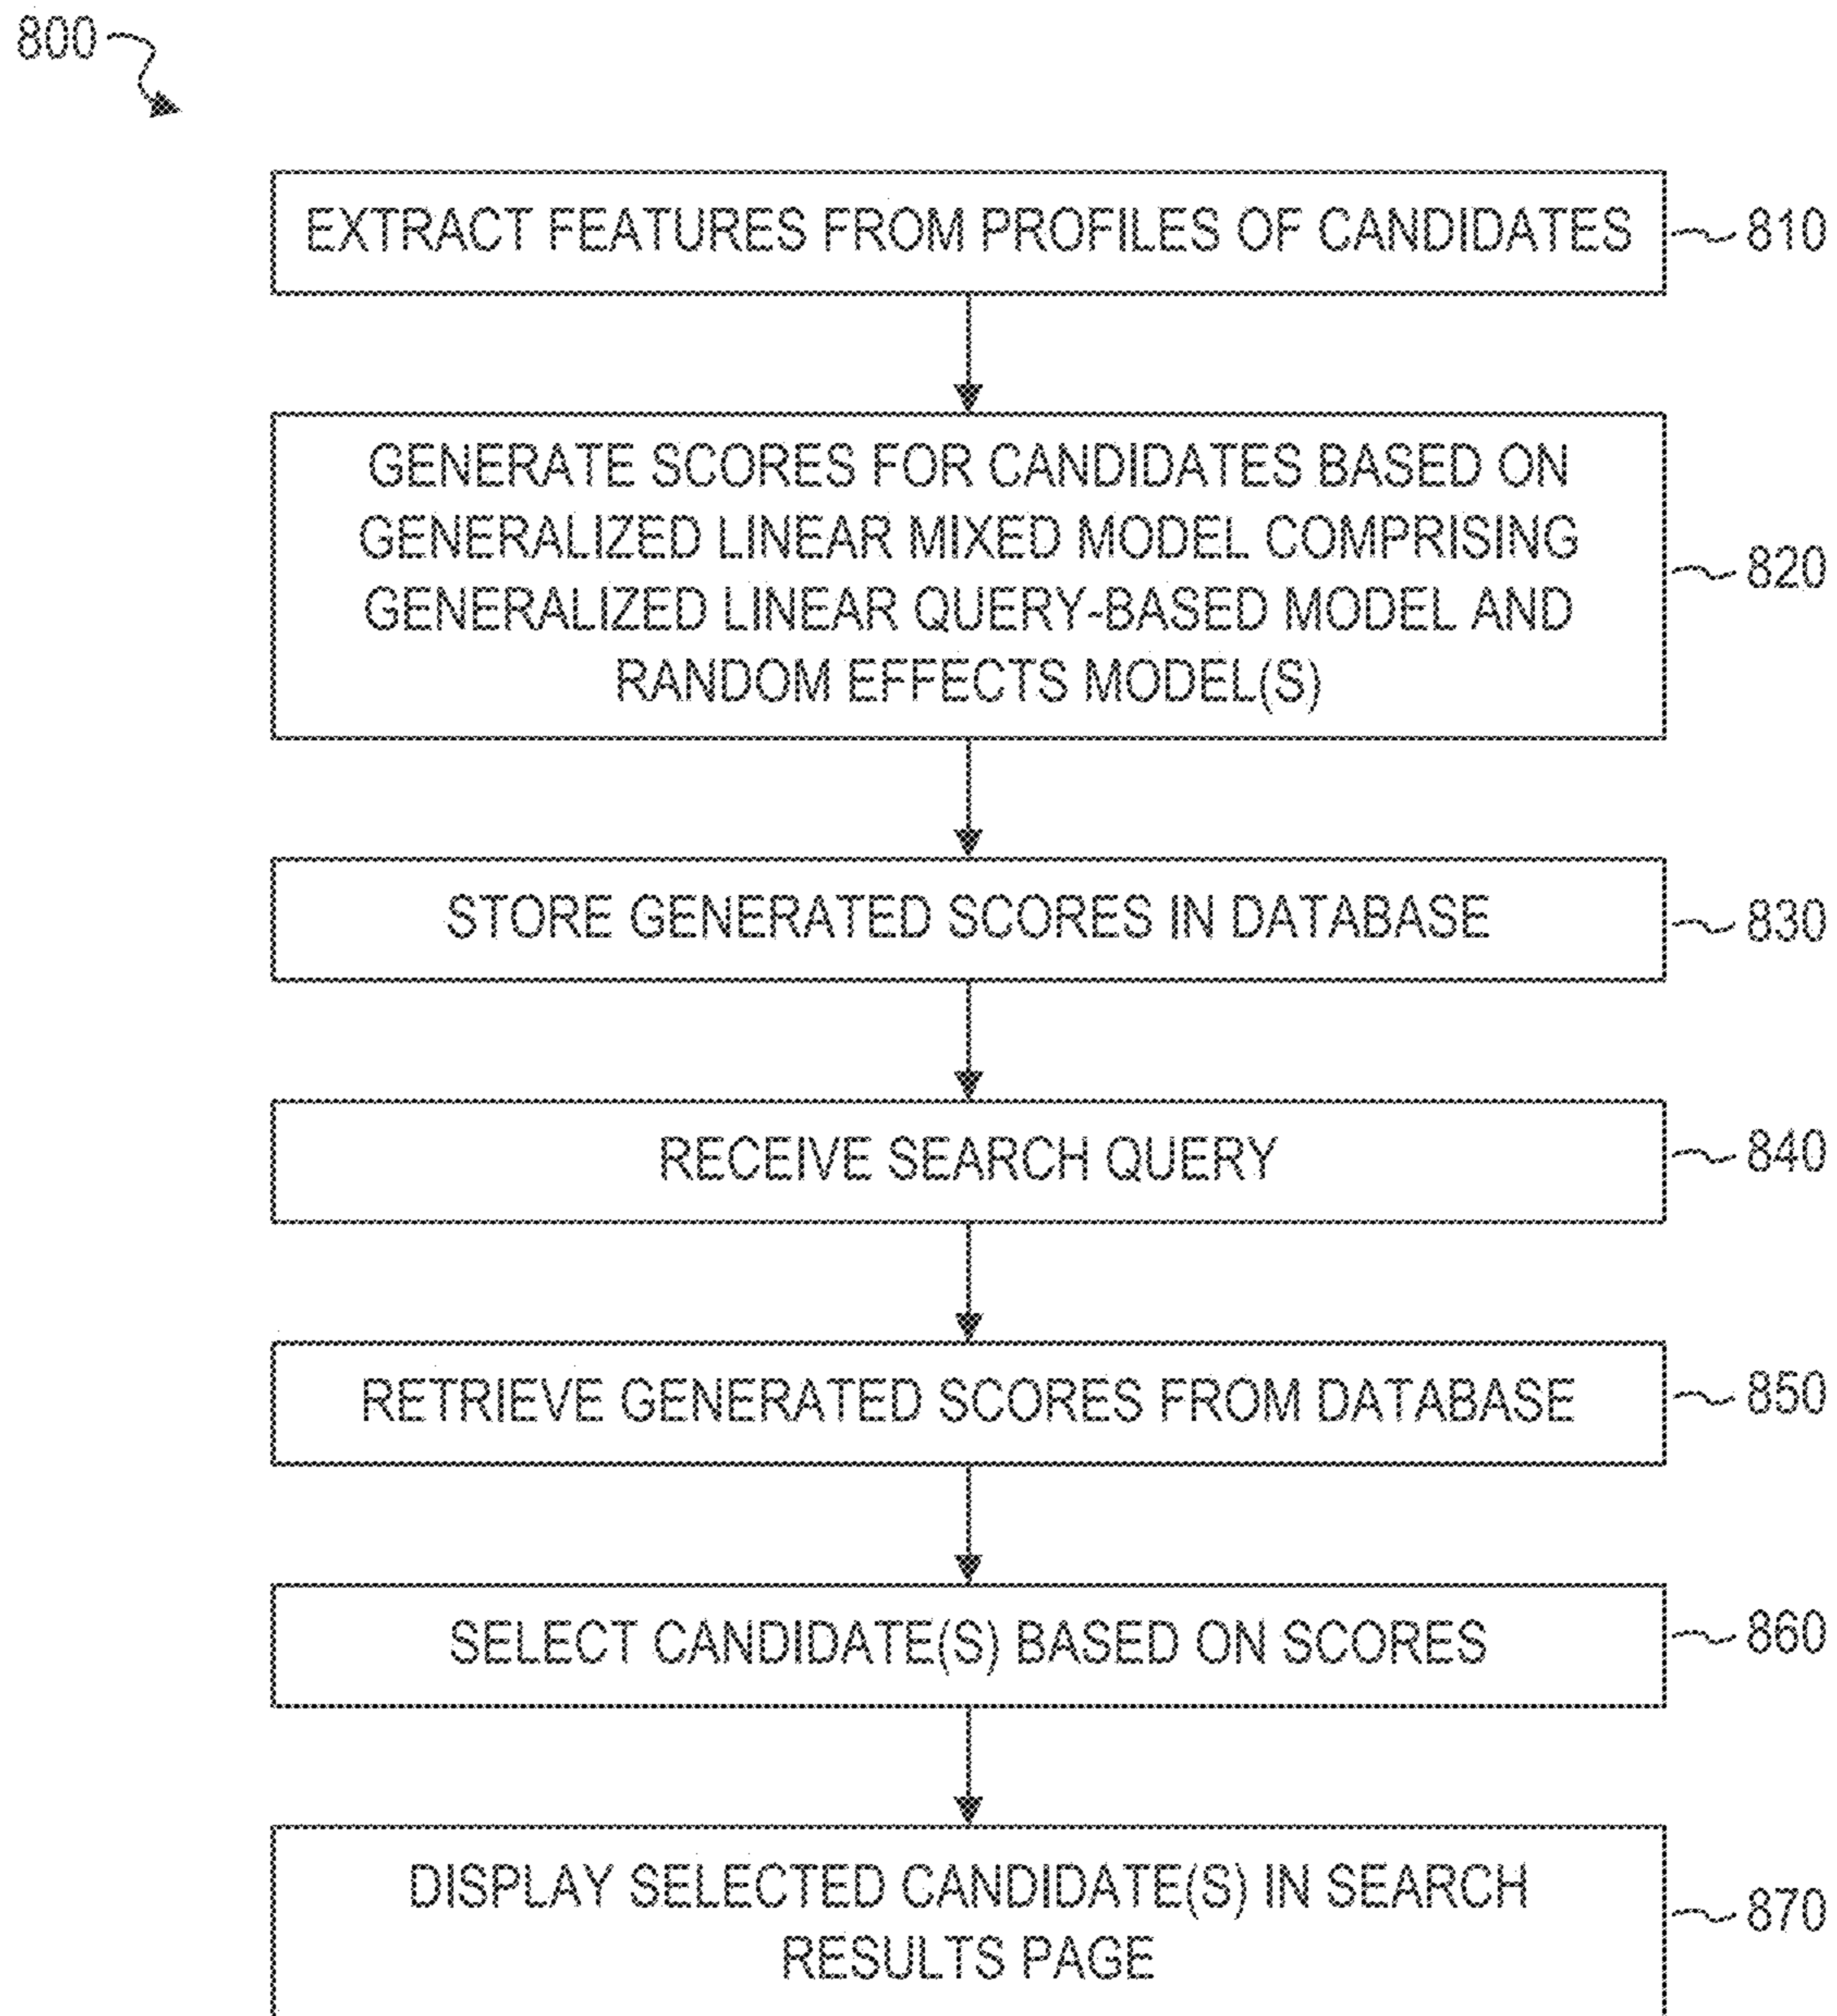 800
EXTRACT FEATURES FROM PROFILES OF CANDIDATES
810
GENERATE SCORES FOR CANDIDATES BASED ON
GENERALIZED LINEAR MIXED MODEL COMPRISING
GENERALIZED LINEAR QUERY-BASED MODEL AND
RANDOM EFFECTS MODEL(S)
820
STORE GENERATED SCORES IN DATABASE
830
RECEIVE SEARCH QUERY
840
RETRIEVE GENERATED SCORES FROM DATABASE
850
SELECT CANDIDATE(S) BASED ON SCORES
860
DISPLAY SELECTED CANDIDATE(S) IN SEARCH
RESULTS PAGE
870